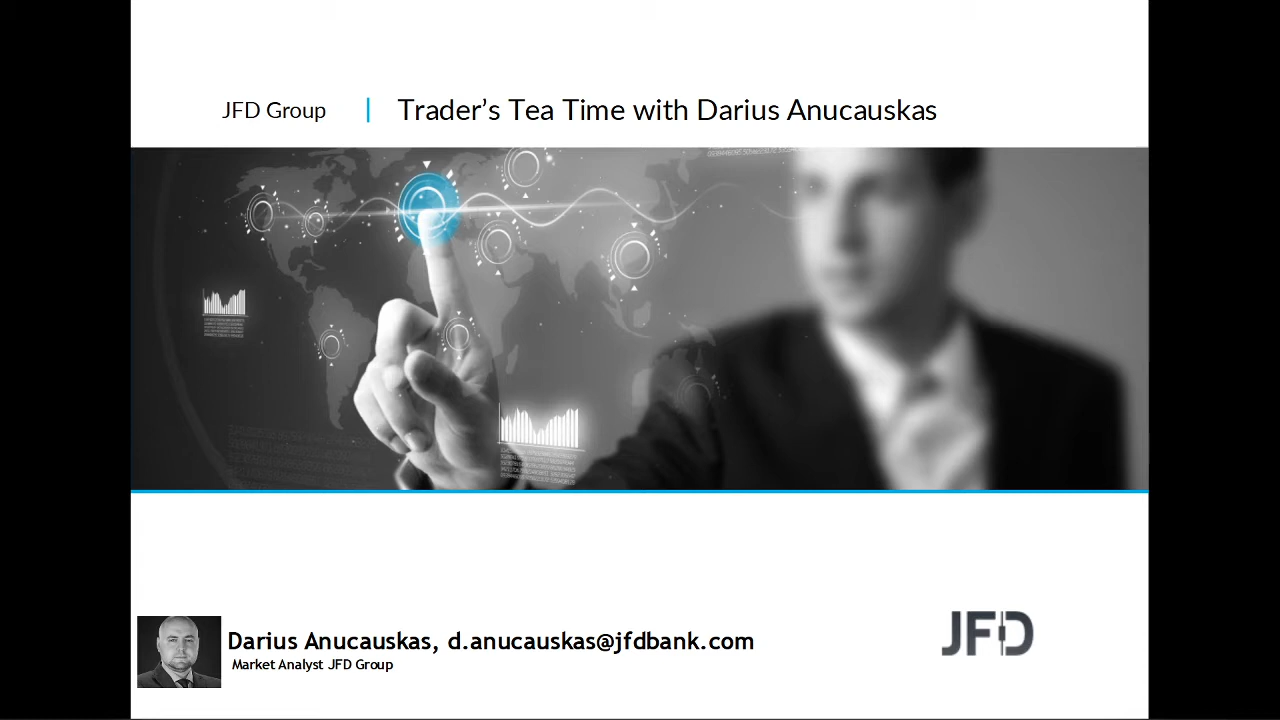 JFD Group | Trader’s Tea Time with Darius Anucauskas
Darius Anucauskas, d.anucauskas@jfdbank.com
Market Analyst JFD Group
JFD